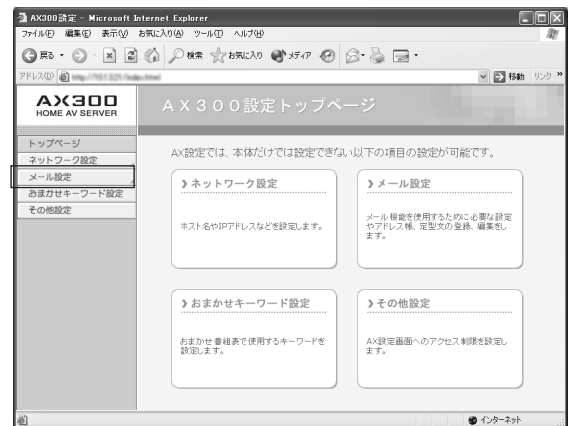 AX300設定 - Microsoft Internet Explorer
ファイル(F) 編集(E) 表示(V) お気に入り(A) ツール(T) ヘルプ(H)
戻る 検索 お気に入り メディア
アドレス(D) 移動 リンク »
AX300
HOME AV SERVER
AX300設定トップページ
トップページ
ネットワーク設定
メール設定
おまかせキーワード設定
その他設定
AX設定では、本体だけでは設定できない以下の項目の設定が可能です。
❯ネットワーク設定
ホスト名やIPアドレスなどを設定します。
❯メール設定
メール機能を使用するために必要な設定
やアドレス帳、定型文の登録、編集をし
ます。
❯おまかせキーワード設定
おまかせ番組表で使用するキーワードを
設定します。
❯その他設定
AX設定画面へのアクセス制限を設定し
ます。
インターネット